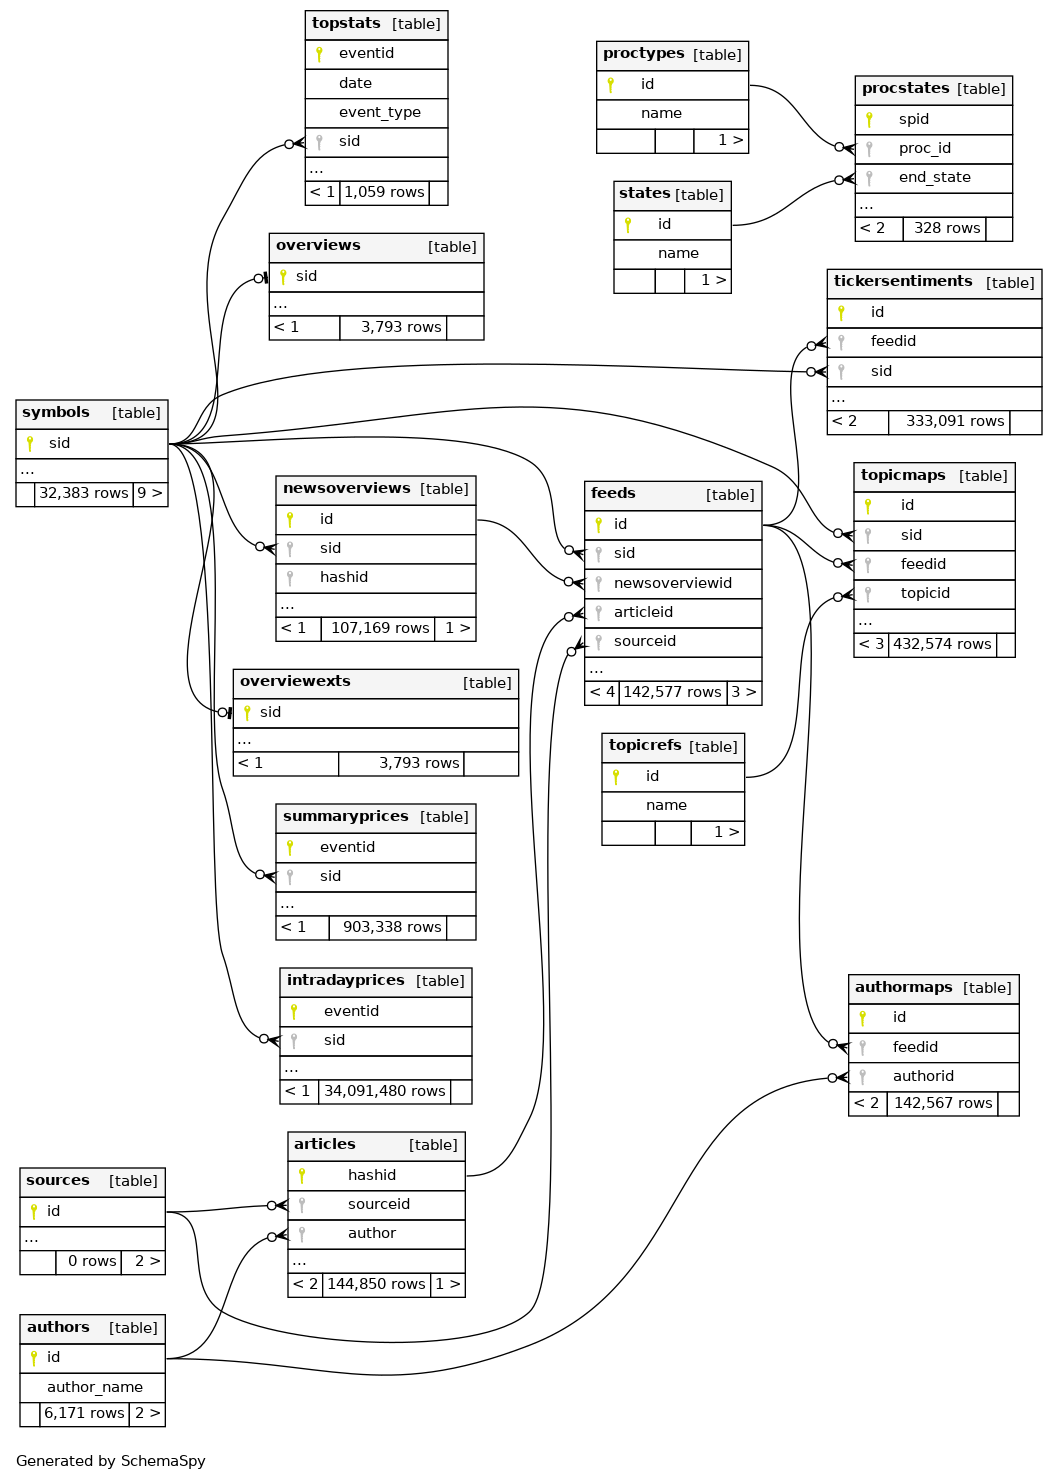 topstats [table]
eventid
date
event_type
sid
...
< 1 1,059 rows
proctypes [table]
id
name
1 >
procstates [table]
spid
proc_id
end_state
...
< 2 328 rows
states [table]
id
name
1 >
overviews [table]
sid
...
< 1 3,793 rows
tickersentiments [table]
id
feedid
sid
...
< 2 333,091 rows
symbols [table]
sid
...
32,383 rows 9 >
newsoverviews [table]
id
sid
hashid
...
< 1 107,169 rows 1 >
feeds [table]
id
sid
newsoverviewid
articleid
sourceid
...
< 4 142,577 rows 3 >
topicmaps [table]
id
sid
feedid
topicid
...
< 3 432,574 rows
overviewexts [table]
sid
...
< 1 3,793 rows
topicrefs [table]
id
name
1 >
summaryprices [table]
eventid
sid
...
< 1 903,338 rows
intradayprices [table]
eventid
sid
...
< 1 34,091,480 rows
authormaps [table]
id
feedid
authorid
< 2 142,567 rows
articles [table]
hashid
sourceid
author
...
< 2 144,850 rows 1 >
sources [table]
id
...
0 rows 2 >
authors [table]
id
author_name
6,171 rows 2 >
Generated by SchemaSpy